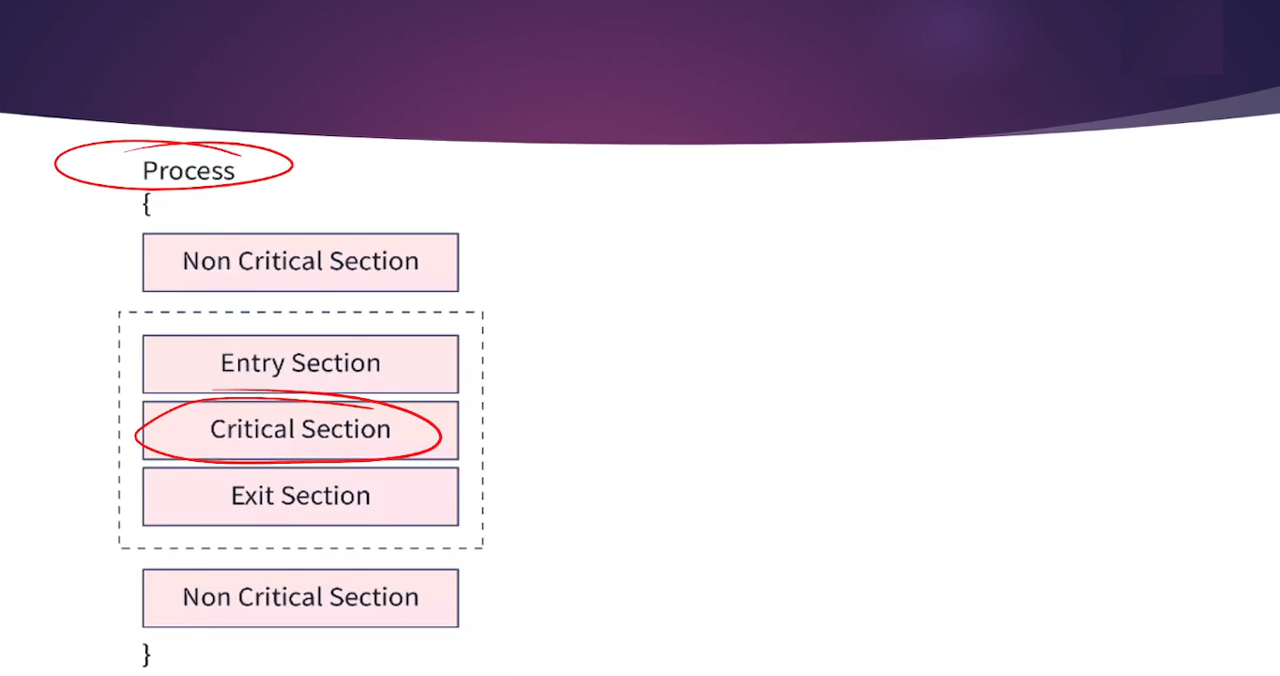 Process
{
Non Critical Section
Entry Section
Critical Section
Exit Section
Non Critical Section
}